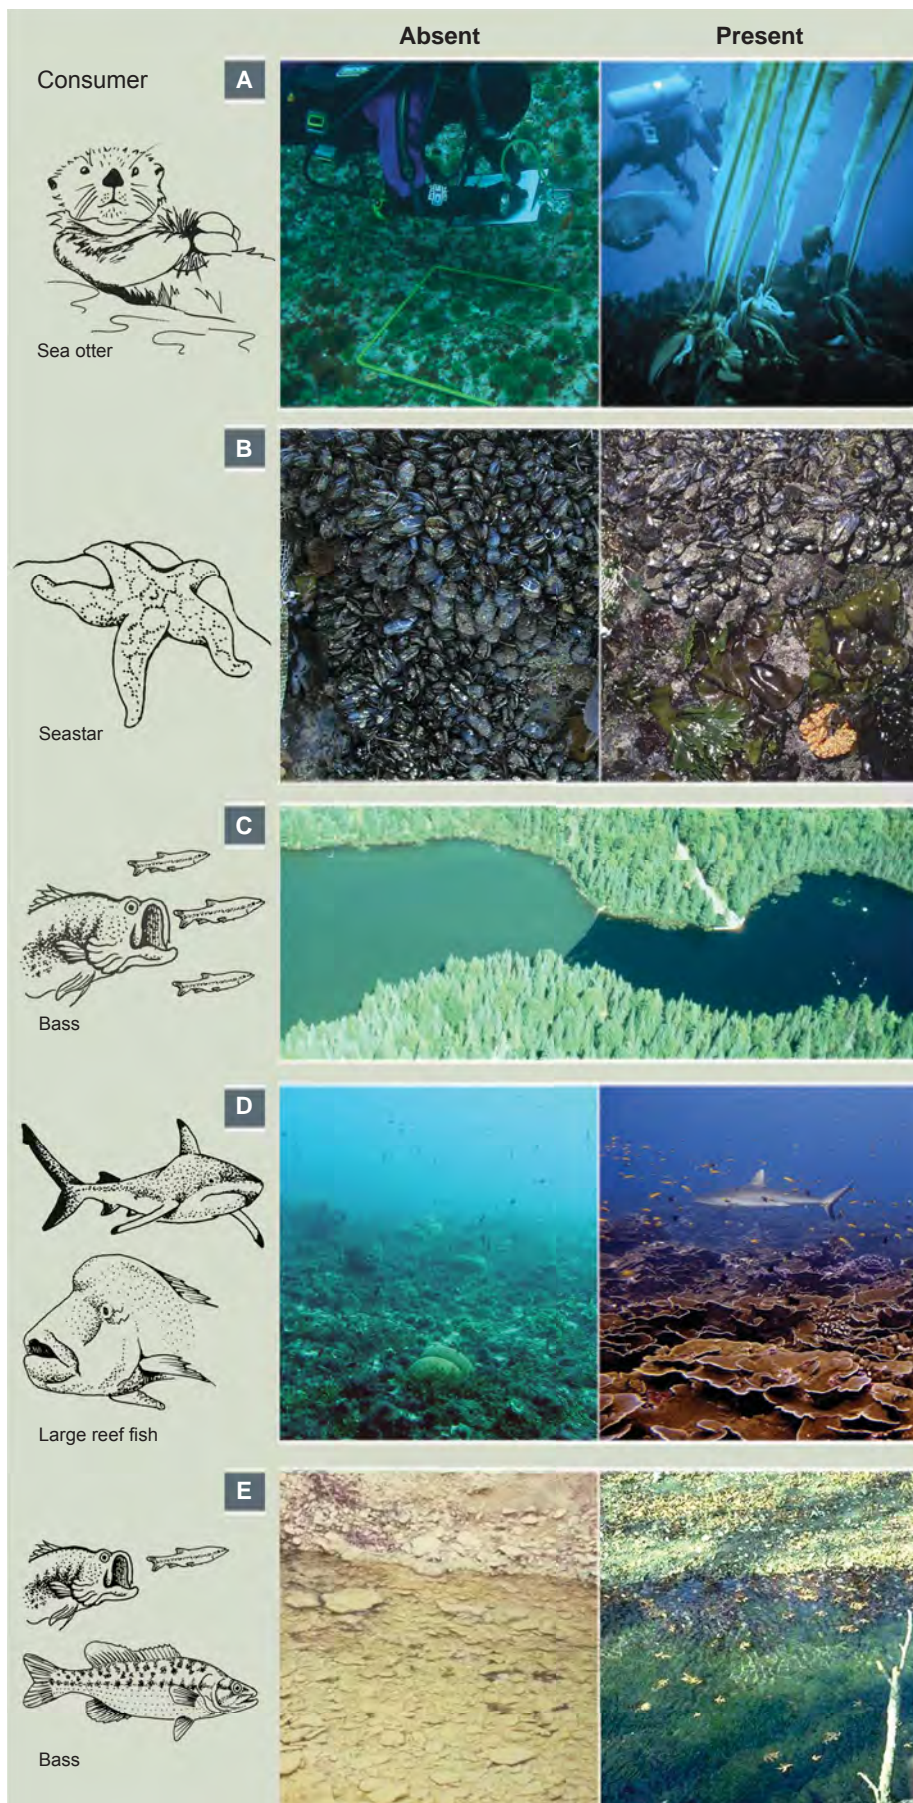 Absent Present
Consumer A
Sea otter
B
Seastar
C
Bass
D
Large reef fish
E
Bass